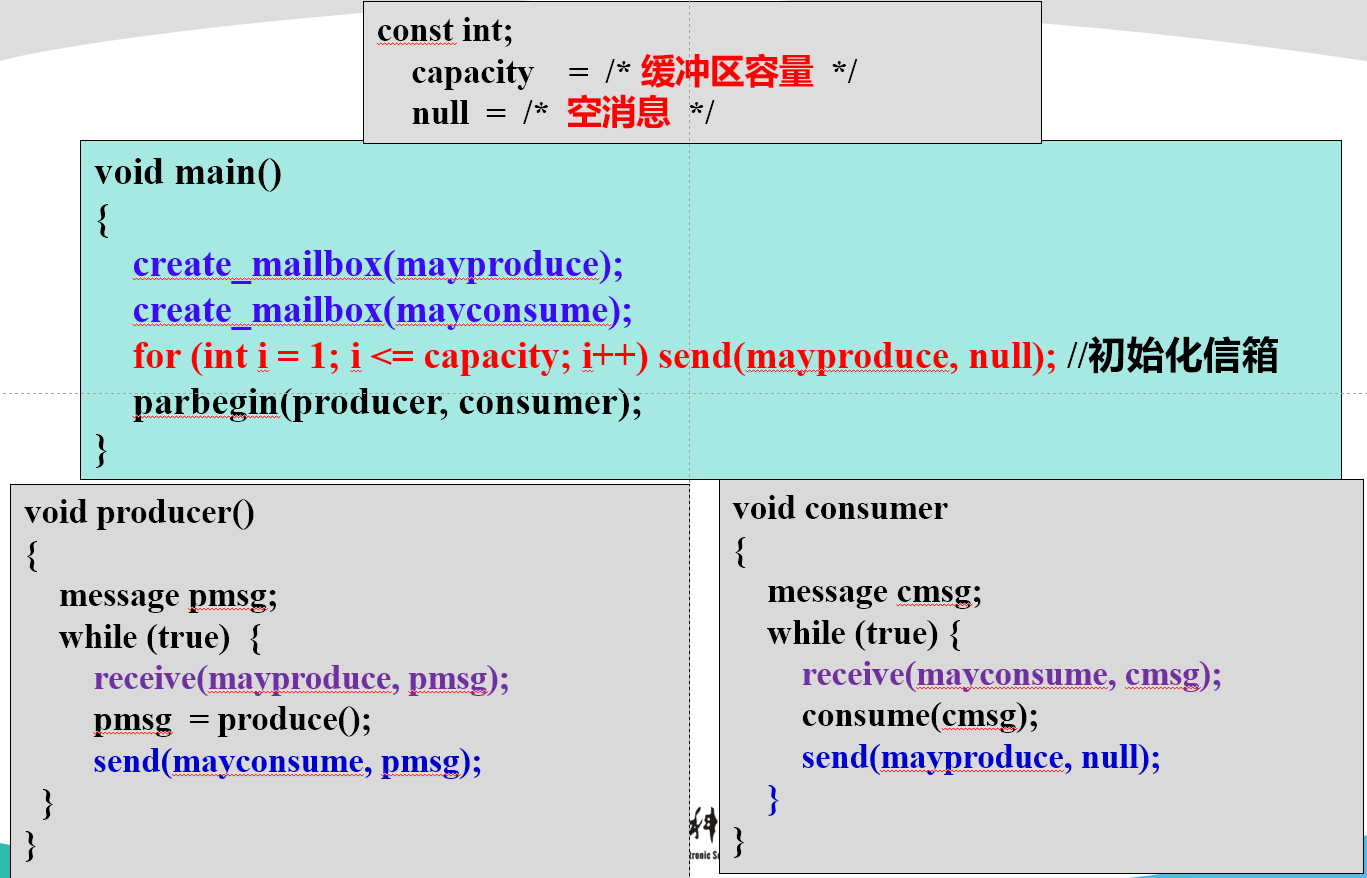 const int;
capacity = /* 缓冲区容量 */
null = /* 空消息 */
void main()
{
create_mailbox(mayproduce);
create_mailbox(mayconsume);
for (int i = 1; i <= capacity; i++) send(mayproduce, null); //初始化信箱
parbegin(producer, consumer);
}
void producer()
{
message pmsg;
while (true) {
receive(mayproduce, pmsg);
pmsg = produce();
send(mayconsume, pmsg);
}
}
void consumer
{
message cmsg;
while (true) {
receive(mayconsume, cmsg);
consume(cmsg);
send(mayproduce, null);
}
}